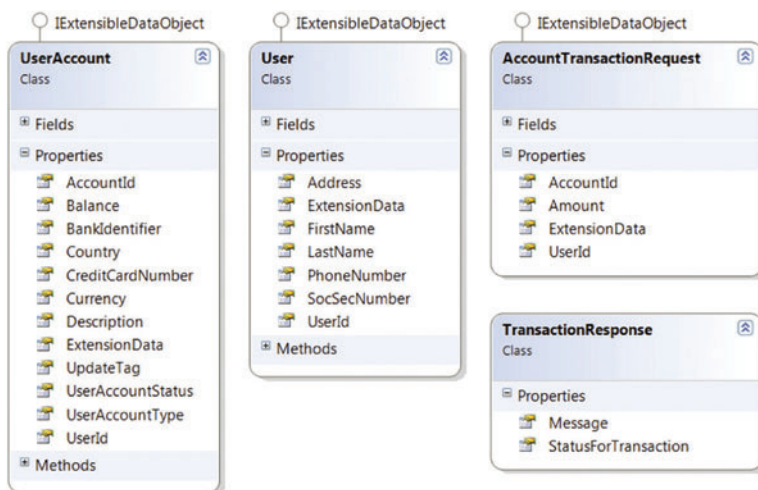 IExtensibleDataObject
UserAccount
Class
Fields
Properties
AccountId
Balance
BankIdentifier
Country
CreditCardNumber
Currency
Description
ExtensionData
UpdateTag
UserAccountStatus
UserAccountType
UserId
Methods
IExtensibleDataObject
User
Class
Fields
Properties
Address
ExtensionData
FirstName
LastName
PhoneNumber
SocSecNumber
UserId
Methods
IExtensibleDataObject
AccountTransactionRequest
Class
Fields
Properties
AccountId
Amount
ExtensionData
UserId
TransactionResponse
Class
Properties
Message
StatusForTransaction